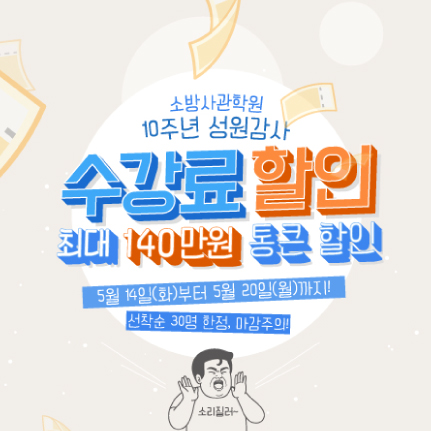 소방사관학원
10주년 성원감사
수강료 할인
최대 140만원 통큰 할인
5월 14일(화)부터 5월 20일(월)까지!
선착순 30명 한정, 마감주의!
소리질러~